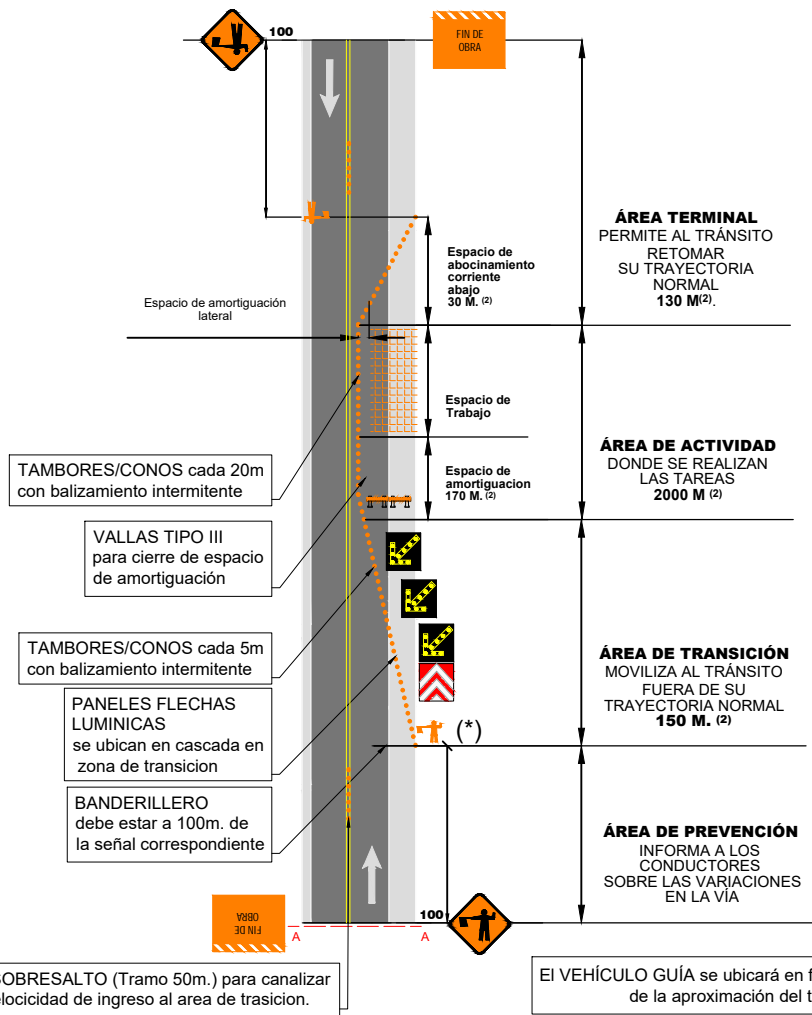 100
FIN DE
OBRA
ÁREA TERMINAL
PERMITE AL TRÁNSITO
RETOMAR
SU TRAYECTORIA
NORMAL
130 M(2).
Espacio de
abocinamiento
corriente
abajo
30 M. (2)
Espacio de amortiguación
lateral
Espacio de
Trabajo
ÁREA DE ACTIVIDAD
DONDE SE REALIZAN
LAS TAREAS
2000 M (2)
Espacio de
amortiguacion
170 M. (2)
TAMBORES/CONOS cada 20m
con balizamiento intermitente
VALLAS TIPO III
para cierre de espacio
de amortiguación
TAMBORES/CONOS cada 5m
con balizamiento intermitente
ÁREA DE TRANSICIÓN
MOVILIZA AL TRÁNSITO
FUERA DE SU
TRAYECTORIA NORMAL
150 M. (2)
PANELES FLECHAS
LUMINICAS
se ubican en cascada en
zona de transicion
(*)
BANDERILLERO
debe estar a 100m. de
la señal correspondiente
ÁREA DE PREVENCIÓN
INFORMA A LOS
CONDUCTORES
SOBRE LAS VARIACIONES
EN LA VÍA
FIN DE
OBRA
100
A
A
SOBRESALTO (Tramo 50m.) para canalizar
elocicidad de ingreso al area de trasicion.
El VEHÍCULO GUÍA se ubicará en f
de la aproximación del t